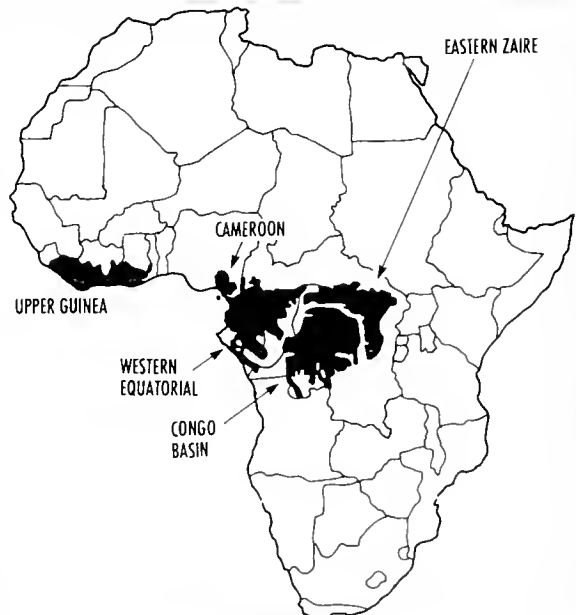 EASTERN ZAIRE
CAMEROON
UPPER GUINEA
WESTERN
EQUATORIAL
CONGO
BASIN